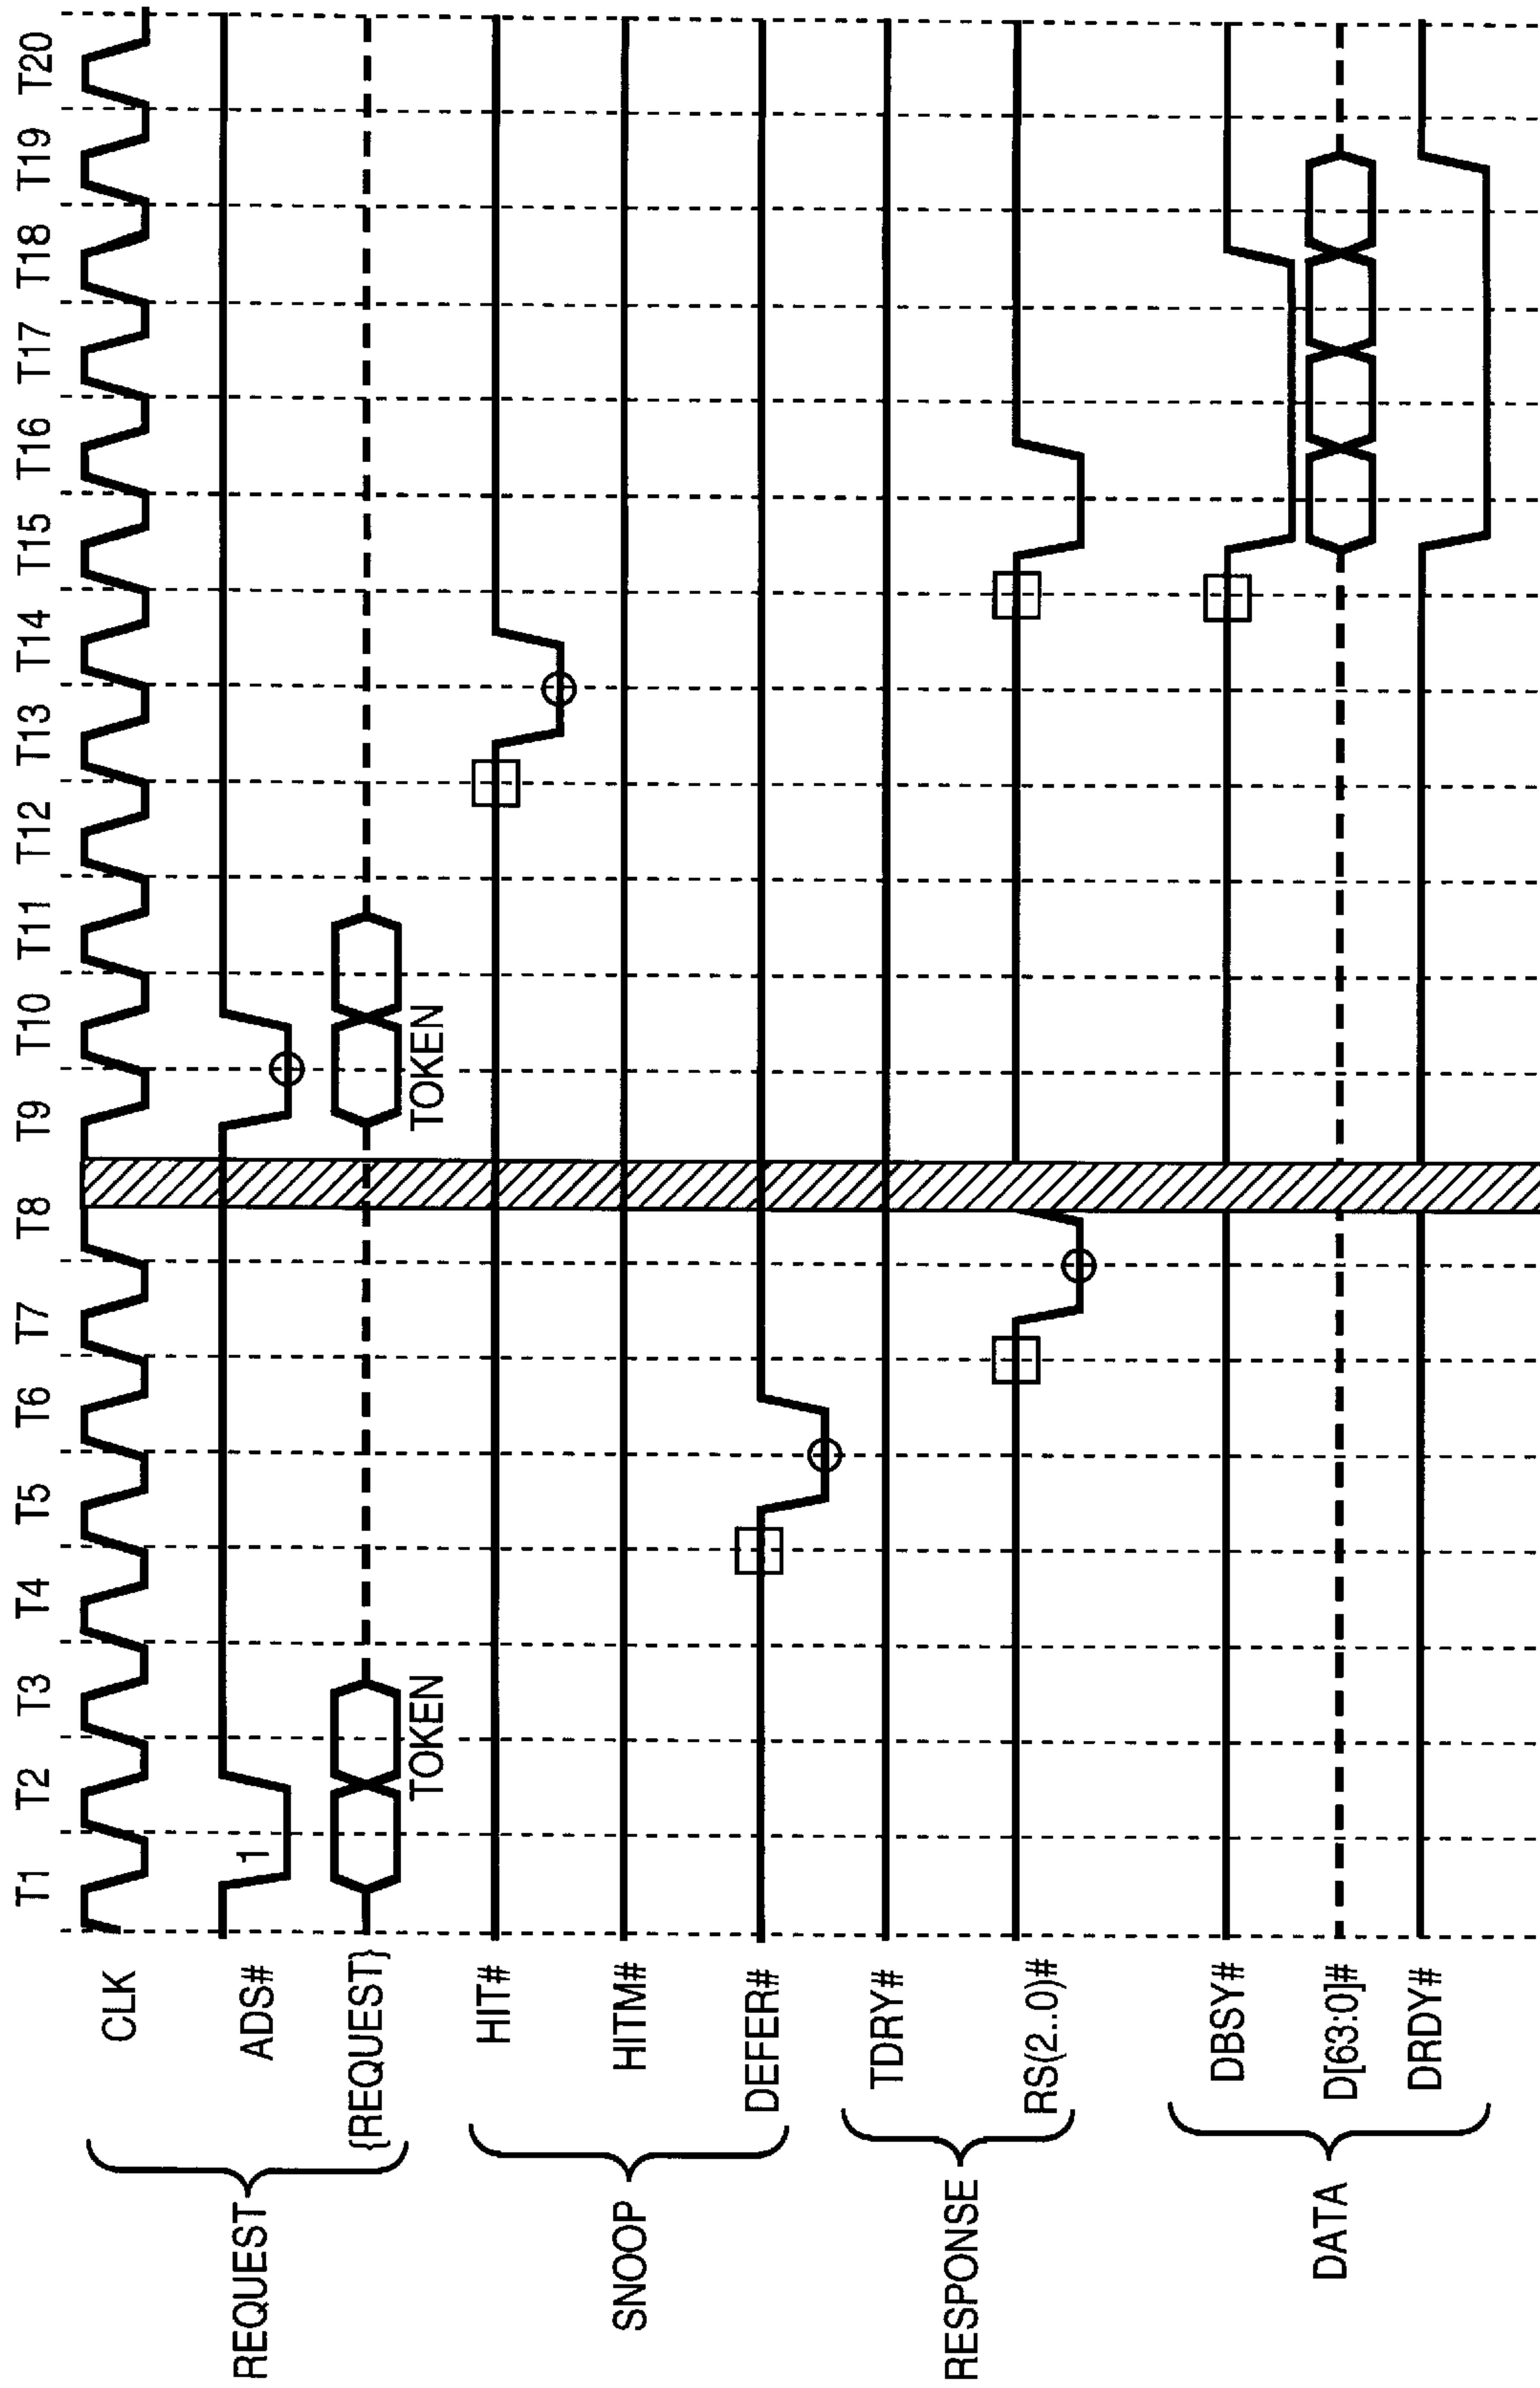 T1 T2 T3 T4 T5 T6 T7 T8 T9 T10 T11 T12 T13 T14 T15 T16 T17 T18 T19 T20
CLK
REQUEST
ADS#
1
{REQUEST}
TOKEN
TOKEN
SNOOP
HIT#
HITM#
DEFER#
RESPONSE
TDRY#
RS(2..0)#
DATA
DBSY#
D[63:0]#
DRDY#